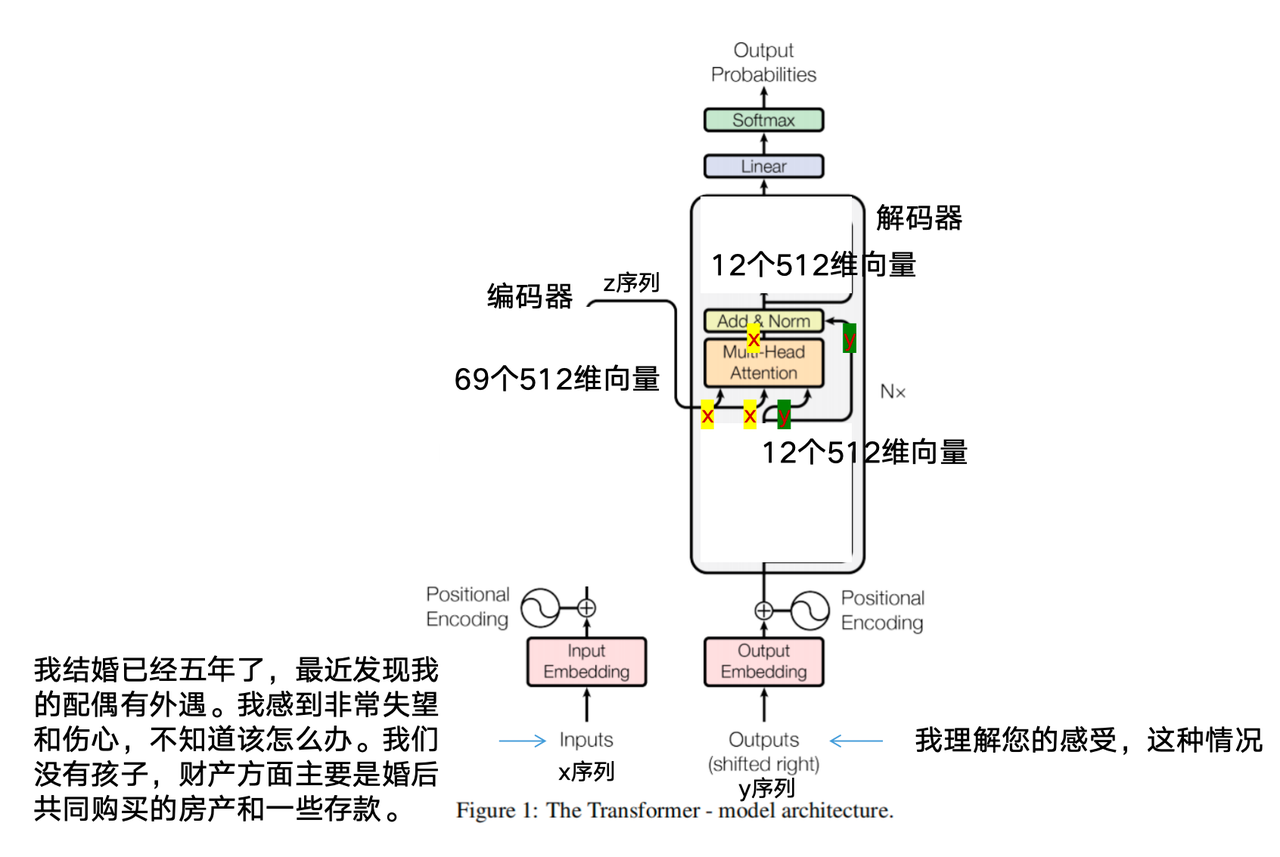 Output
Probabilities
Softmax
Linear
解码器
12个512维向量
编码器
z序列
Add & Norm
x
y
Multi-Head
Attention
69个512维向量
N×
x
x
y
12个512维向量
Positional
Encoding
Positional
Encoding
Input
Embedding
Output
Embedding
我结婚已经五年了，最近发现我
的配偶有外遇。我感到非常失望
和伤心，不知道该怎么办。我们
没有孩子，财产方面主要是婚后
共同购买的房产和一些存款。
Inputs
x序列
Outputs
(shifted right)
y序列
我理解您的感受，这种情况
Figure 1: The Transformer - model architecture.